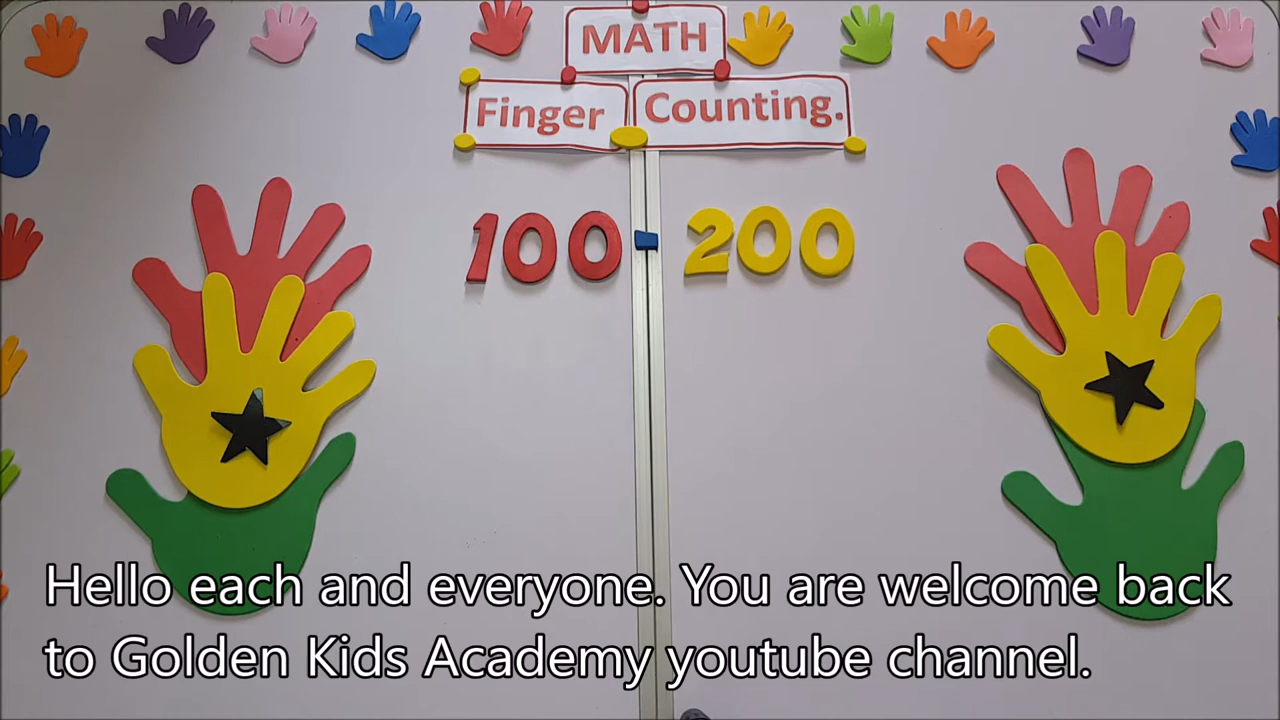 MATH
Finger Counting.
100 - 200
Hello each and everyone. You are welcome back
to Golden Kids Academy youtube channel.